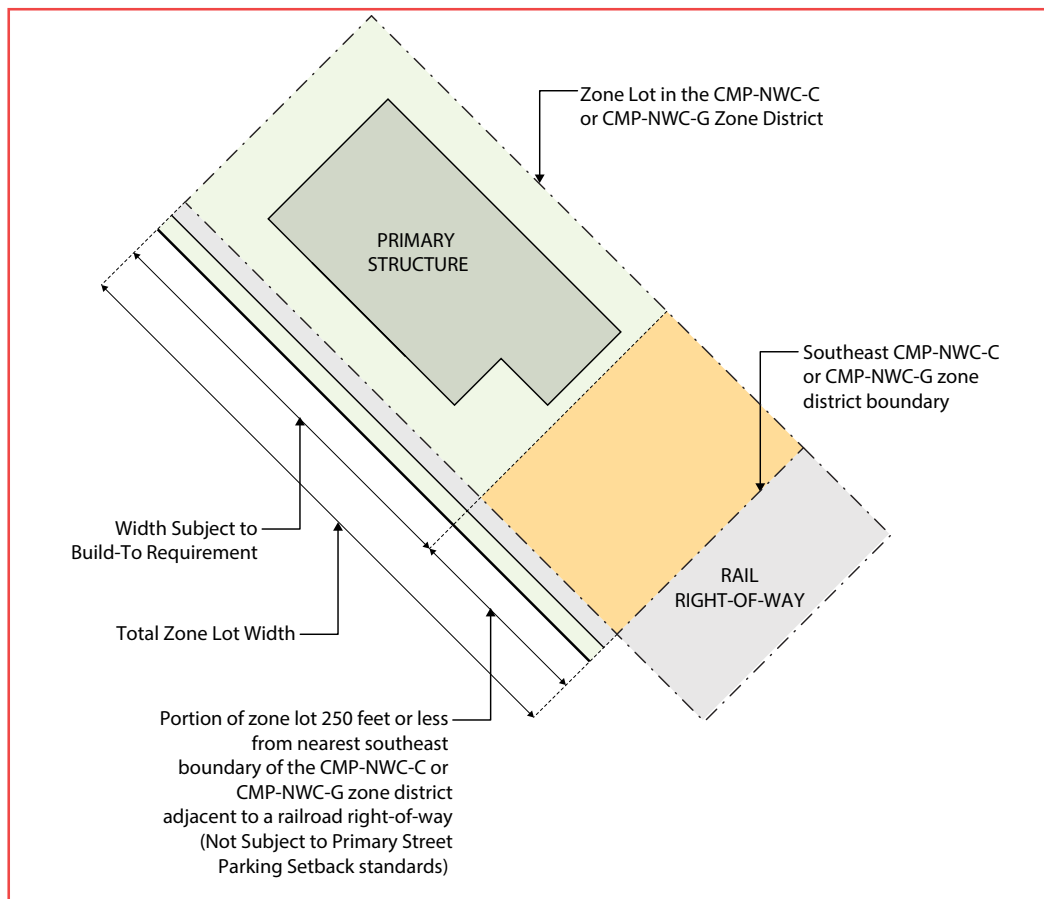 Zone Lot in the CMP-NWC-C
or CMP-NWC-G Zone District
PRIMARY
STRUCTURE
Southeast CMP-NWC-C
or CMP-NWC-G zone
district boundary
Width Subject to
Build-To Requirement
RAIL
RIGHT-OF-WAY
Total Zone Lot Width
Portion of zone lot 250 feet or less
from nearest southeast
boundary of the CMP-NWC-C or
CMP-NWC-G zone district
adjacent to a railroad right-of-way
(Not Subject to Primary Street
Parking Setback standards)